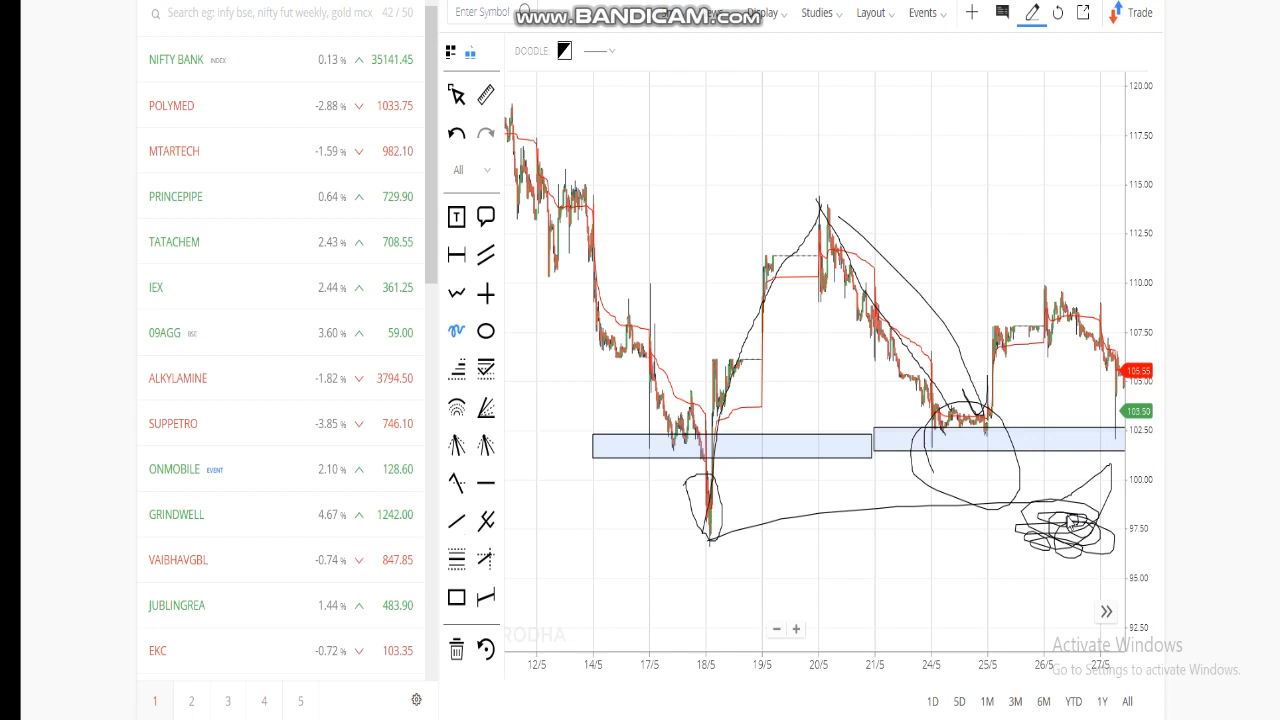 www.BANDICAM.com
Search eg: infy bse, nifty fut weekly, gold mcx 42 / 50
Enter Symbol Display Studies Layout Events Trade
DOODLE:
NIFTY BANK INDEX 0.13 % 35141.45
POLYMED -2.88 % 1033.75
MTARTECH -1.59 % 982.10
PRINCEPIPE 0.64 % 729.90
TATACHEM 2.43 % 708.55
IEX 2.44 % 361.25
09AGG BSE 3.60 % 59.00
ALKYLAMINE -1.82 % 3794.50
SUPPETRO -3.85 % 746.10
ONMOBILE EVENT 2.10 % 128.60
GRINDWELL 4.67 % 1242.00
VAIBHAVGBL -0.74 % 847.85
JUBLINGREA 1.44 % 483.90
EKC -0.72 % 103.35
1 2 3 4 5
All
T
120.00
117.50
115.00
112.50
110.00
107.50
105.55
105.00
103.50
102.50
100.00
97.50
95.00
92.50
RODHA
12/5 14/5 17/5 18/5 19/5 20/5 21/5 24/5 25/5 26/5 27/5
Activate Windows
Go to Settings to activate Windows.
1D 5D 1M 3M 6M YTD 1Y All